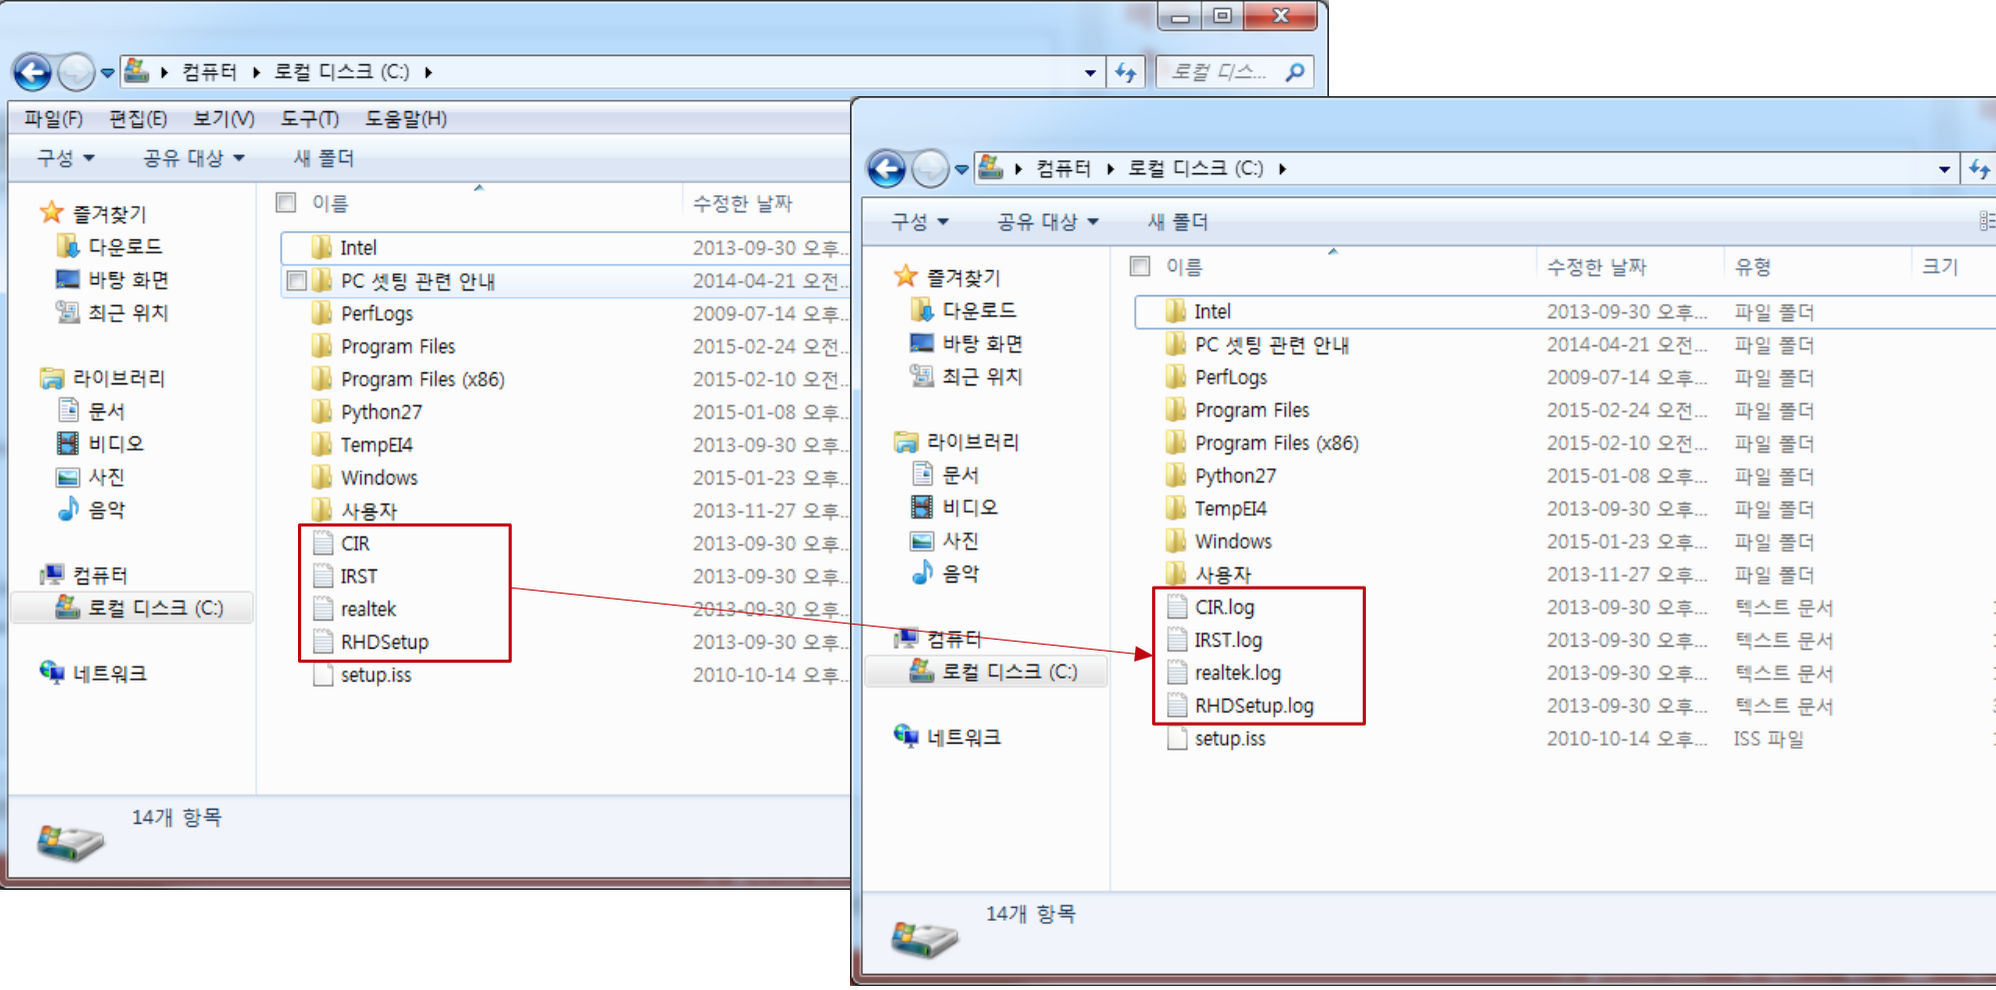 컴퓨터 로컬 디스크 (C:) 로컬 디스...
파일(F) 편집(E) 보기(V) 도구(T) 도움말(H)
구성 공유 대상 새 폴더
즐겨찾기
다운로드
바탕 화면
최근 위치
라이브러리
문서
비디오
사진
음악
컴퓨터
로컬 디스크 (C:)
네트워크
이름 수정한 날짜
Intel 2013-09-30 오후...
PC 셋팅 관련 안내 2014-04-21 오전...
PerfLogs 2009-07-14 오후...
Program Files 2015-02-24 오전...
Program Files (x86) 2015-02-10 오전...
Python27 2015-01-08 오후...
TempEI4 2013-09-30 오후...
Windows 2015-01-23 오후...
사용자 2013-11-27 오후...
CIR 2013-09-30 오후...
IRST 2013-09-30 오후...
realtek 2013-09-30 오후...
RHDSetup 2013-09-30 오후...
setup.iss 2010-10-14 오후...
14개 항목
컴퓨터 로컬 디스크 (C:)
구성 공유 대상 새 폴더
즐겨찾기
다운로드
바탕 화면
최근 위치
라이브러리
문서
비디오
사진
음악
컴퓨터
로컬 디스크 (C:)
네트워크
이름 수정한 날짜 유형 크기
Intel 2013-09-30 오후... 파일 폴더
PC 셋팅 관련 안내 2014-04-21 오전... 파일 폴더
PerfLogs 2009-07-14 오후... 파일 폴더
Program Files 2015-02-24 오전... 파일 폴더
Program Files (x86) 2015-02-10 오전... 파일 폴더
Python27 2015-01-08 오후... 파일 폴더
TempEI4 2013-09-30 오후... 파일 폴더
Windows 2015-01-23 오후... 파일 폴더
사용자 2013-11-27 오후... 파일 폴더
CIR.log 2013-09-30 오후... 텍스트 문서
IRST.log 2013-09-30 오후... 텍스트 문서
realtek.log 2013-09-30 오후... 텍스트 문서
RHDSetup.log 2013-09-30 오후... 텍스트 문서
setup.iss 2010-10-14 오후... ISS 파일
14개 항목